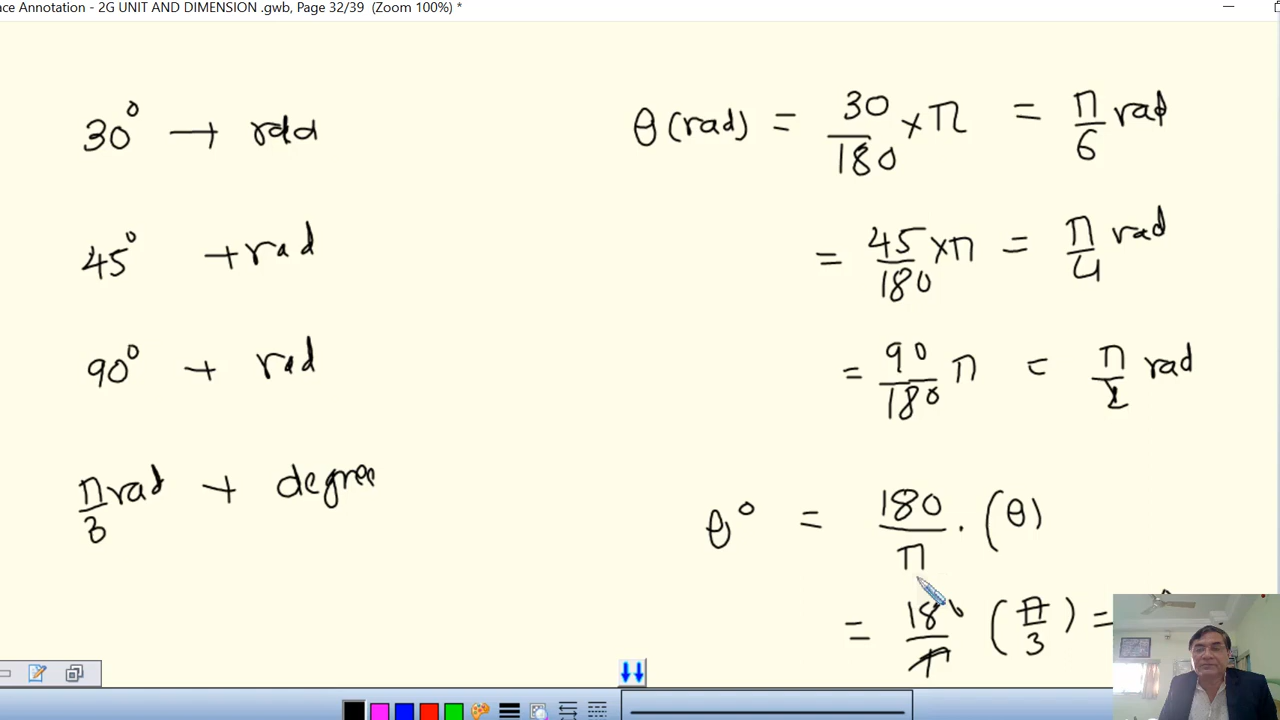 ce Annotation - 2G UNIT AND DIMENSION .gwb, Page 32/39 (Zoom 100%) *
30° → rad θ(rad) = 30/180 × π = π/6 rad
45° → rad = 45/180 × π = π/4 rad
90° → rad = 90/180 π = π/2 rad
π/3 rad → degree θ° = 180/π · (θ)
= 180/π (π/3) =